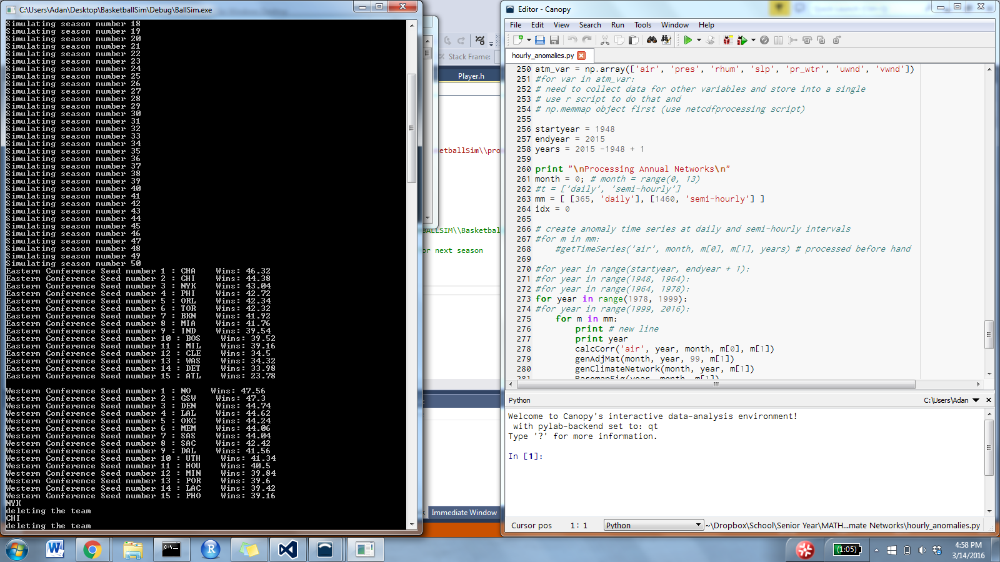 C:\Users\Adan\Desktop\BasketballSim\Debug\BallSim.exe
Simulating season number 18
Simulating season number 19
Simulating season number 20
Simulating season number 21
Simulating season number 22
Simulating season number 23
Simulating season number 24
Simulating season number 25
Simulating season number 26
Simulating season number 27
Simulating season number 28
Simulating season number 29
Simulating season number 30
Simulating season number 31
Simulating season number 32
Simulating season number 33
Simulating season number 34
Simulating season number 35
Simulating season number 36
Simulating season number 37
Simulating season number 38
Simulating season number 39
Simulating season number 40
Simulating season number 41
Simulating season number 42
Simulating season number 43
Simulating season number 44
Simulating season number 45
Simulating season number 46
Simulating season number 47
Simulating season number 48
Simulating season number 49
Simulating season number 50
Eastern Conference Seed number 1 : CHA    Wins: 46.32
Eastern Conference Seed number 2 : CHI    Wins: 44.38
Eastern Conference Seed number 3 : NYK    Wins: 43.04
Eastern Conference Seed number 4 : PHI    Wins: 42.72
Eastern Conference Seed number 5 : ORL    Wins: 42.34
Eastern Conference Seed number 6 : TOR    Wins: 42.32
Eastern Conference Seed number 7 : BKN    Wins: 41.92
Eastern Conference Seed number 8 : MIA    Wins: 41.76
Eastern Conference Seed number 9 : IND    Wins: 39.54
Eastern Conference Seed number 10 : BOS    Wins: 39.52
Eastern Conference Seed number 11 : MIL    Wins: 39.16
Eastern Conference Seed number 12 : CLE    Wins: 34.5
Eastern Conference Seed number 13 : WAS    Wins: 34.32
Eastern Conference Seed number 14 : DET    Wins: 33.98
Eastern Conference Seed number 15 : ATL    Wins: 23.78
Western Conference Seed number 1 : NO    Wins: 47.56
Western Conference Seed number 2 : GSW    Wins: 47.3
Western Conference Seed number 3 : DEN    Wins: 44.74
Western Conference Seed number 4 : LAL    Wins: 44.62
Western Conference Seed number 5 : OKC    Wins: 44.24
Western Conference Seed number 6 : MEM    Wins: 44.06
Western Conference Seed number 7 : SAS    Wins: 44.04
Western Conference Seed number 8 : SAC    Wins: 42.42
Western Conference Seed number 9 : DAL    Wins: 41.56
Western Conference Seed number 10 : UTH    Wins: 41.34
Western Conference Seed number 11 : HOU    Wins: 40.5
Western Conference Seed number 12 : MIN    Wins: 39.84
Western Conference Seed number 13 : POR    Wins: 39.6
Western Conference Seed number 14 : LAC    Wins: 39.42
Western Conference Seed number 15 : PHO    Wins: 39.16
NYK
deleting the team
CHI
deleting the team
Stack Frame:
Player.h
etballSim\\pro
BALLSIM\\Basketbal
or next season
Immediate Window
Editor - Canopy
File Edit View Search Run Tools Window Help
hourly_anomalies.py
250 atm_var = np.array(['air', 'pres', 'rhum', 'slp', 'pr_wtr', 'uwnd', 'vwnd'])
251 #for var in atm_var:
252 # need to collect data for other variables and store into a single
253 # use r script to do that and
254 # np.memmap object first (use netcdfprocessing script)
255
256 startyear = 1948
257 endyear = 2015
258 years = 2015 -1948 + 1
259
260 print "\nProcessing Annual Networks\n"
261 month = 0; # month = range(0, 13)
262 #t = ['daily', 'semi-hourly']
263 mm = [ [365, 'daily'], [1460, 'semi-hourly'] ]
264 idx = 0
265
266 # create anomaly time series at daily and semi-hourly intervals
267 #for m in mm:
268     #getTimeSeries('air', month, m[0], m[1], years) # processed before hand
269
270 #for year in range(startyear, endyear + 1):
271 #for year in range(1948, 1964):
272 #for year in range(1964, 1978):
273 for year in range(1978, 1999):
274 #for year in range(1999, 2016):
275     for m in mm:
276         print # new line
277         print year
278         calcCorr('air', year, month, m[0], m[1])
279         genAdjMat(month, year, 99, m[1])
280         genClimateNetwork(month, year, m[1])
281         BasemapFig(year, month, m[1])
Python C:\Users\Adan
Welcome to Canopy's interactive data-analysis environment!
 with pylab-backend set to: qt
Type '?' for more information.
In [1]:
Cursor pos 1 : 1 Python ~\Dropbox\School\Senior Year\MATH...mate Networks\hourly_anomalies.py
(1:05)
4:58 PM
3/14/2016